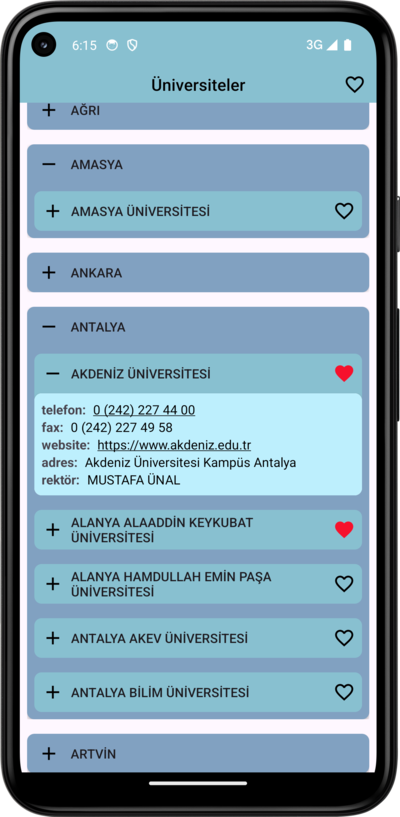 6:15
3G
Üniversiteler
AĞRI
AMASYA
AMASYA ÜNİVERSİTESİ
ANKARA
ANTALYA
AKDENİZ ÜNİVERSİTESİ
telefon: 0 (242) 227 44 00
fax: 0 (242) 227 49 58
website: https://www.akdeniz.edu.tr
adres: Akdeniz Üniversitesi Kampüs Antalya
rektör: MUSTAFA ÜNAL
ALANYA ALAADDİN KEYKUBAT
ÜNİVERSİTESİ
ALANYA HAMDULLAH EMİN PAŞA
ÜNİVERSİTESİ
ANTALYA AKEV ÜNİVERSİTESİ
ANTALYA BİLİM ÜNİVERSİTESİ
ARTVİN